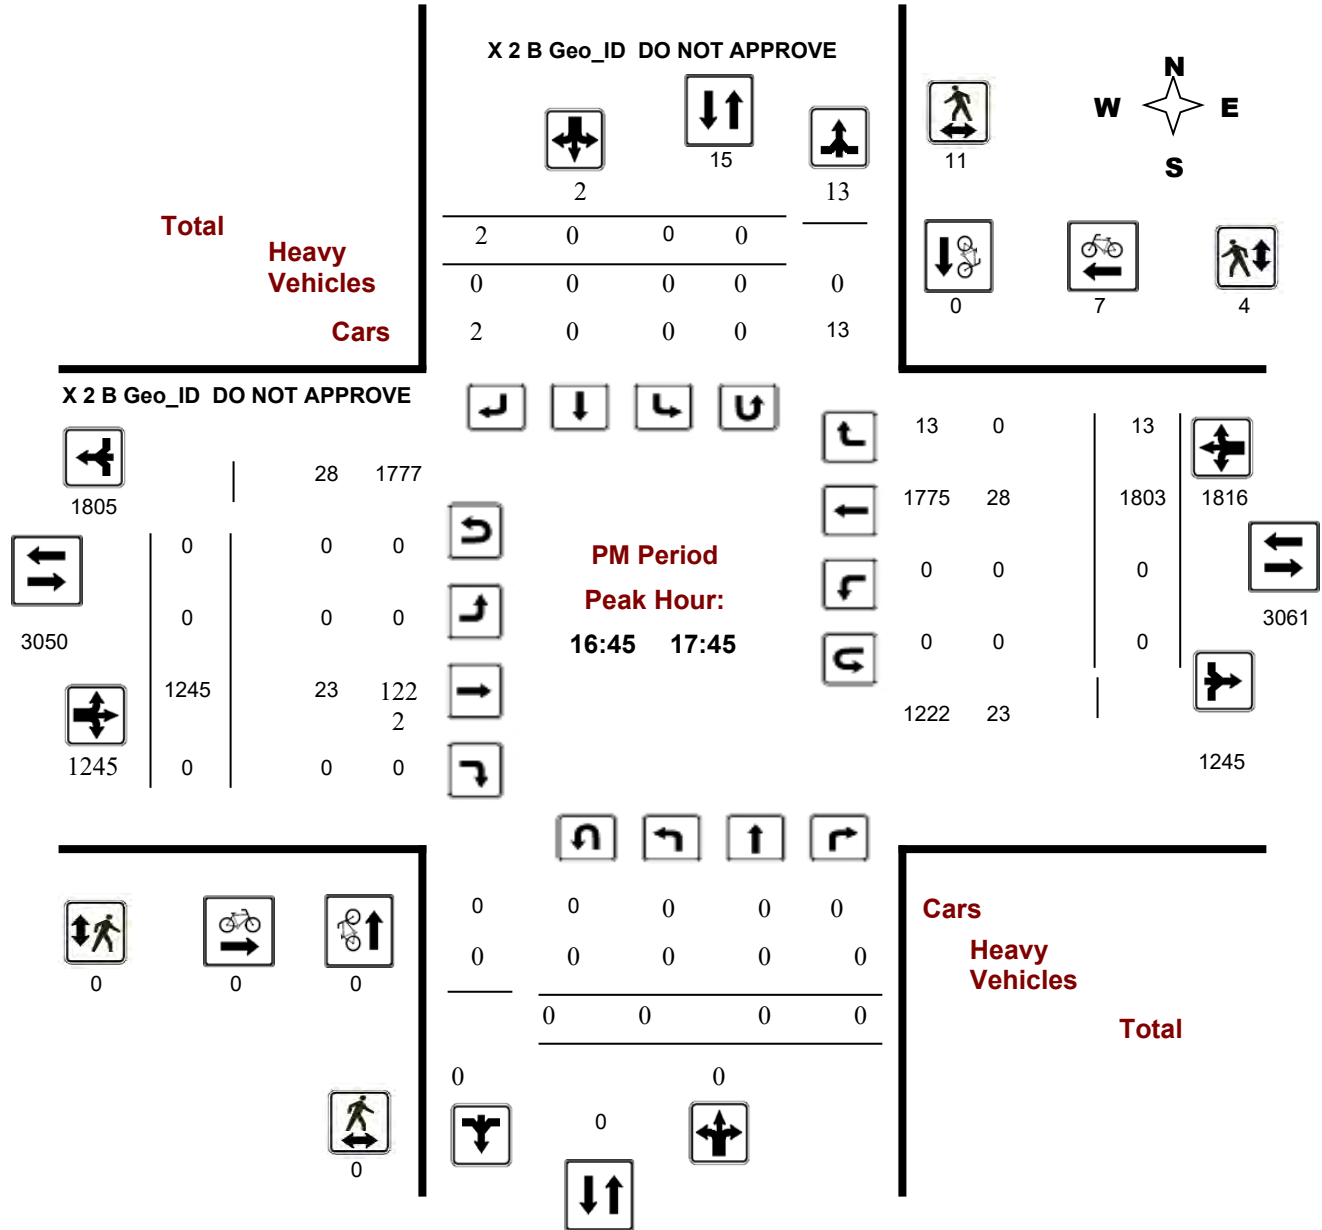 X 2 B Geo_ID DO NOT APPROVE
N
W E
S
15
11
2
13
Total
2 0 0 0
Heavy
Vehicles
0 0 0 0 0
0 7 4
Cars
2 0 0 0 13
X 2 B Geo_ID DO NOT APPROVE
13 0 13
28 1777
1805
1775 28 1803 1816
0 0 0
PM Period
0 0 0
Peak Hour:
0 0 0
3061
3050
16:45 17:45
0 0 0
1245 23 122
2
1222 23
1245 0 0 0
1245
0 0 0 0 0
Cars
0 0 0 0 0
Heavy
Vehicles
0 0 0
0 0 0 0
Total
0 0
0
0